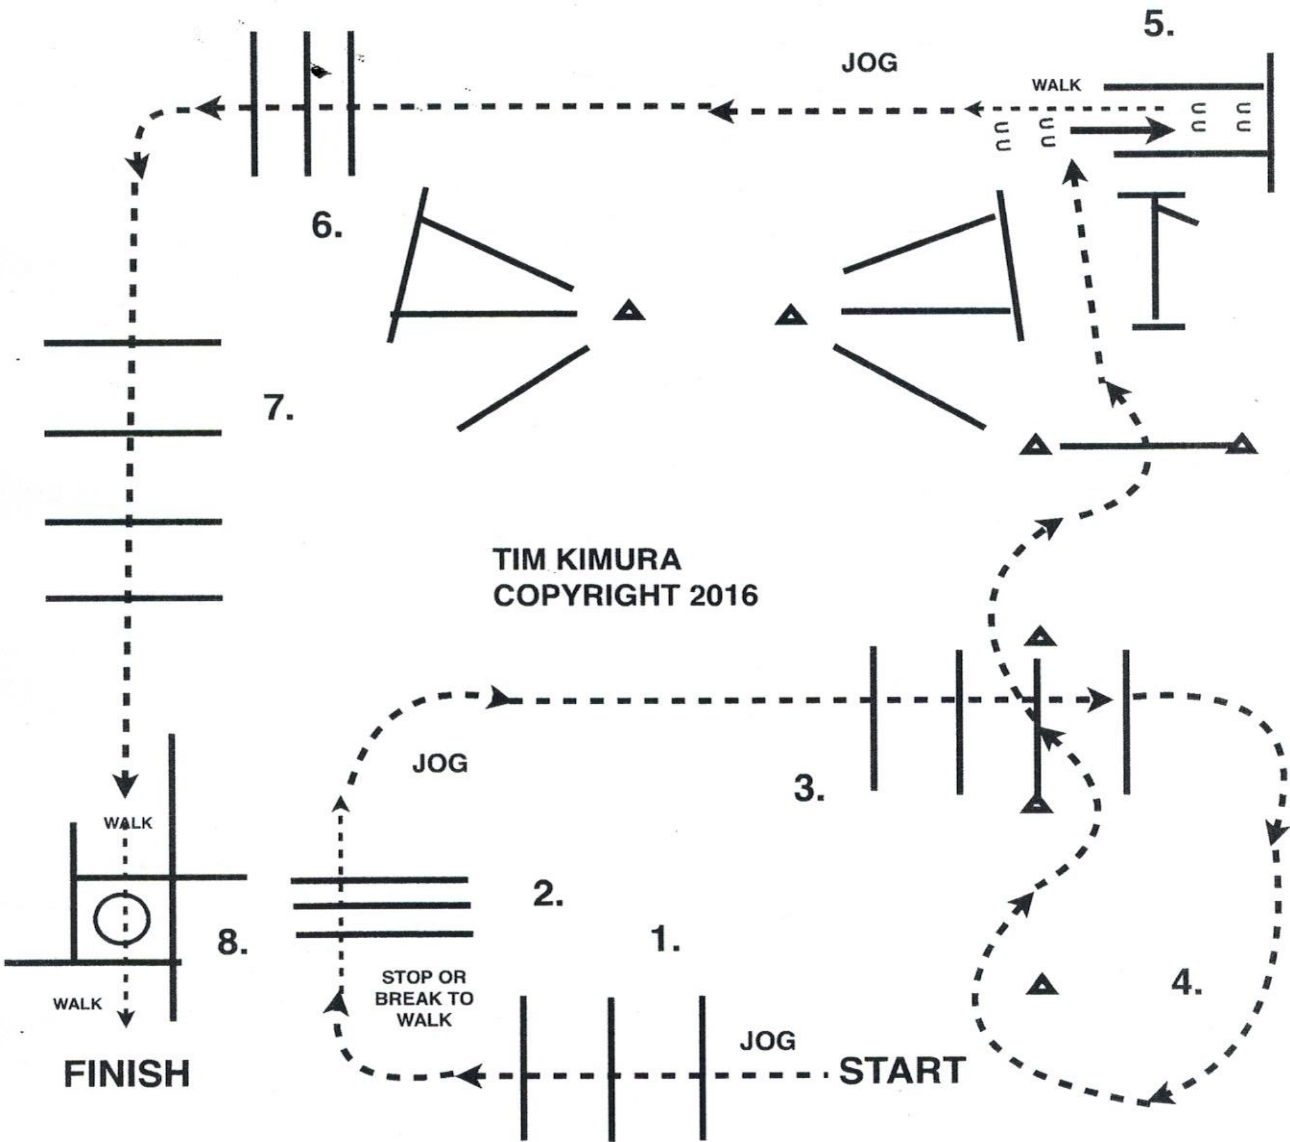 5.
JOG
WALK
6.
7.
TIM KIMURA
COPYRIGHT 2016
JOG
3.
WALK
2.
8.
1.
STOP OR
BREAK TO
WALK
4.
WALK
JOG
FINISH
START